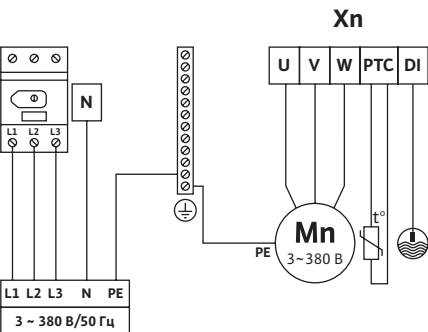 Xn
U V W PTC DI
N
L1 L2 L3
t°
Mn
3~380 В
PE
L1 L2 L3 N PE
3 ~ 380 В/50 Гц